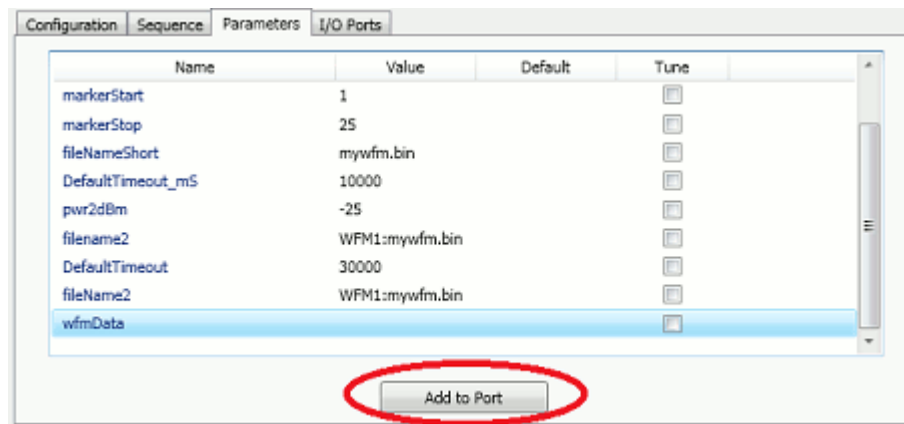 Configuration Sequence Parameters I/O Ports
Name Value Default Tune
markerStart 1
markerStop 25
fileNameShort mywfm.bin
DefaultTimeout_mS 10000
pwr2dBm -25
filename2 WFM1:mywfm.bin
DefaultTimeout 30000
fileName2 WFM1:mywfm.bin
wfmData
Add to Port